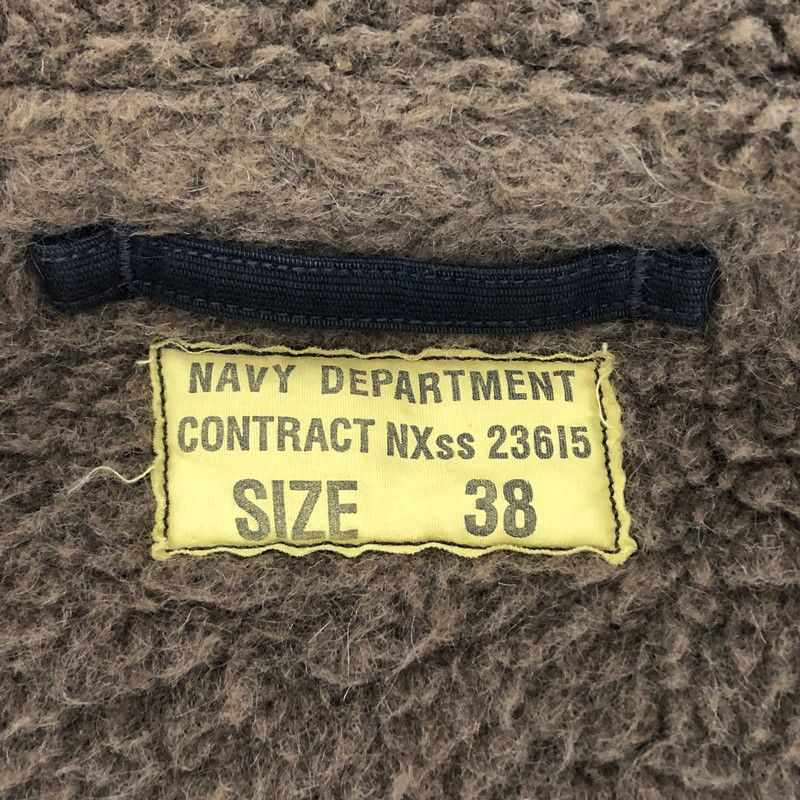 NAVY DEPARTMENT
CONTRACT NXss 23615
SIZE 38